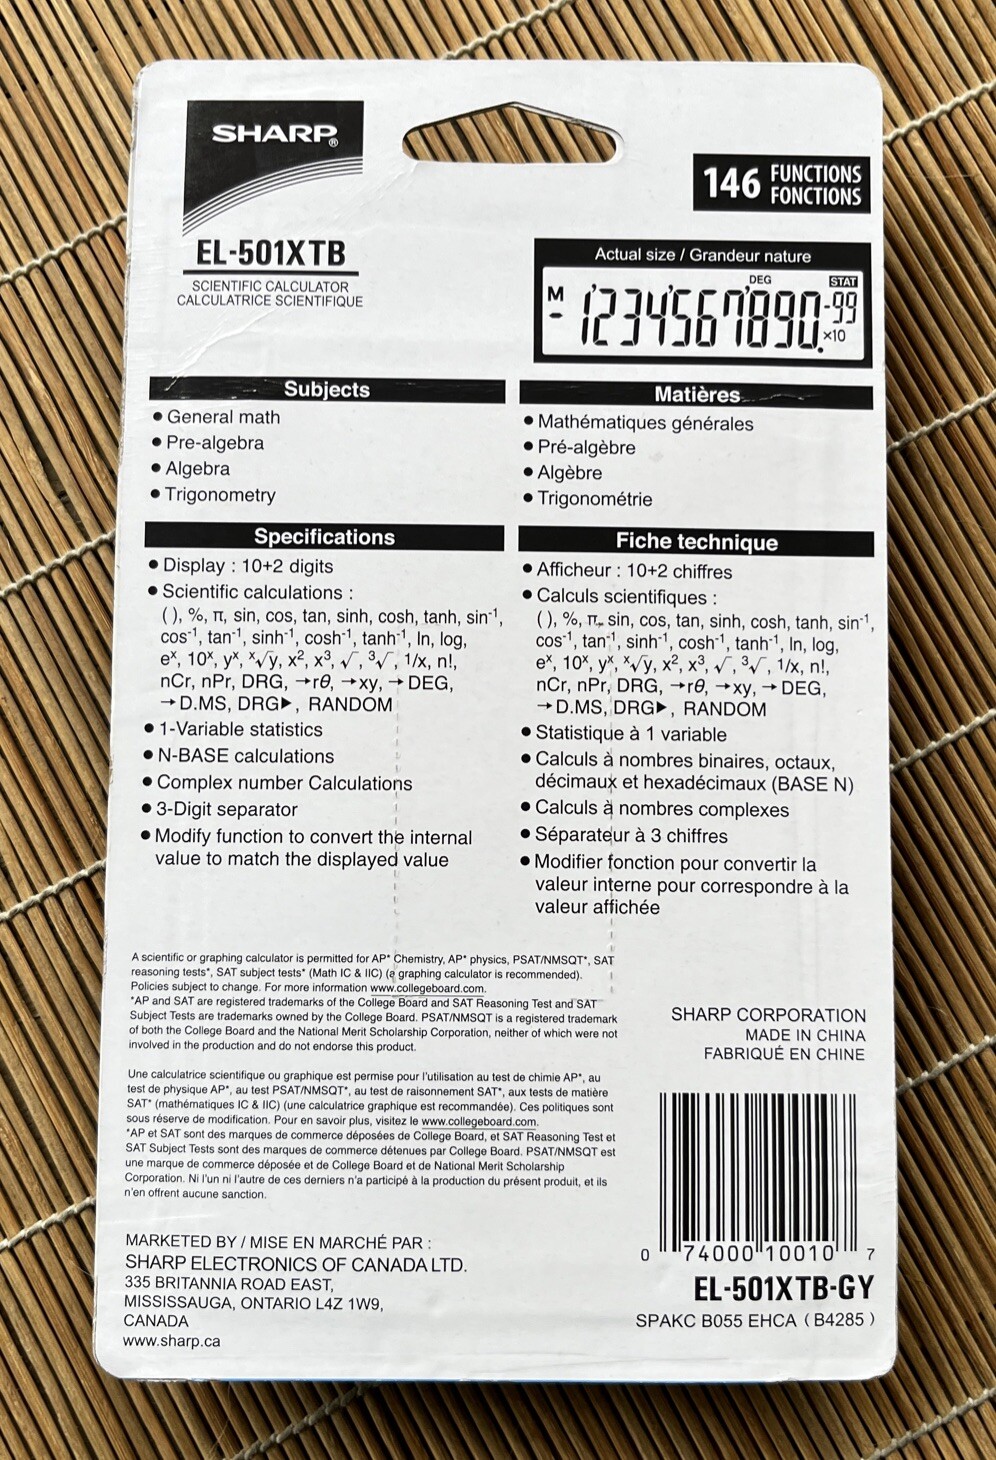 SHARP®
EL-501XTB
SCIENTIFIC CALCULATOR
CALCULATRICE SCIENTIFIQUE
146 FUNCTIONS
FONCTIONS
Actual size / Grandeur nature
DEG STAT
M
- 1'234'567'890. -99
×10
Subjects
• General math
• Pre-algebra
• Algebra
• Trigonometry
Matières
• Mathématiques générales
• Pré-algèbre
• Algèbre
• Trigonométrie
Specifications
• Display : 10+2 digits
• Scientific calculations :
( ), %, π, sin, cos, tan, sinh, cosh, tanh, sin⁻¹,
cos⁻¹, tan⁻¹, sinh⁻¹, cosh⁻¹, tanh⁻¹, ln, log,
eˣ, 10ˣ, yˣ, ˣ√y, x², x³, √, ³√, 1/x, n!,
nCr, nPr, DRG, →rθ, →xy, →DEG,
→D.MS, DRG▶, RANDOM
• 1-Variable statistics
• N-BASE calculations
• Complex number Calculations
• 3-Digit separator
• Modify function to convert the internal
value to match the displayed value
Fiche technique
• Afficheur : 10+2 chiffres
• Calculs scientifiques :
( ), %, π, sin, cos, tan, sinh, cosh, tanh, sin⁻¹,
cos⁻¹, tan⁻¹, sinh⁻¹, cosh⁻¹, tanh⁻¹, ln, log,
eˣ, 10ˣ, yˣ, ˣ√y, x², x³, √, ³√, 1/x, n!,
nCr, nPr, DRG, →rθ, →xy, →DEG,
→D.MS, DRG▶, RANDOM
• Statistique à 1 variable
• Calculs à nombres binaires, octaux,
décimaux et hexadécimaux (BASE N)
• Calculs à nombres complexes
• Séparateur à 3 chiffres
• Modifier fonction pour convertir la
valeur interne pour correspondre à la
valeur affichée
A scientific or graphing calculator is permitted for AP* Chemistry, AP* physics, PSAT/NMSQT*, SAT
reasoning tests*, SAT subject tests* (Math IC & IIC) (a graphing calculator is recommended).
Policies subject to change. For more information www.collegeboard.com.
*AP and SAT are registered trademarks of the College Board and SAT Reasoning Test and SAT
Subject Tests are trademarks owned by the College Board. PSAT/NMSQT is a registered trademark
of both the College Board and the National Merit Scholarship Corporation, neither of which were not
involved in the production and do not endorse this product.
Une calculatrice scientifique ou graphique est permise pour l'utilisation au test de chimie AP*, au
test de physique AP*, au test PSAT/NMSQT*, au test de raisonnement SAT*, aux tests de matière
SAT* (mathématiques IC & IIC) (une calculatrice graphique est recommandée). Ces politiques sont
sous réserve de modification. Pour en savoir plus, visitez le www.collegeboard.com.
*AP et SAT sont des marques de commerce déposées de College Board, et SAT Reasoning Test et
SAT Subject Tests sont des marques de commerce détenues par College Board. PSAT/NMSQT est
une marque de commerce déposée et de College Board et de National Merit Scholarship
Corporation. Ni l'un ni l'autre de ces derniers n'a participé à la production du présent produit, et ils
n'en offrent aucune sanction.
SHARP CORPORATION
MADE IN CHINA
FABRIQUÉ EN CHINE
MARKETED BY / MISE EN MARCHÉ PAR :
SHARP ELECTRONICS OF CANADA LTD.
335 BRITANNIA ROAD EAST,
MISSISSAUGA, ONTARIO L4Z 1W9,
CANADA
www.sharp.ca
0 74000 10010 7
EL-501XTB-GY
SPAKC B055 EHCA ( B4285 )